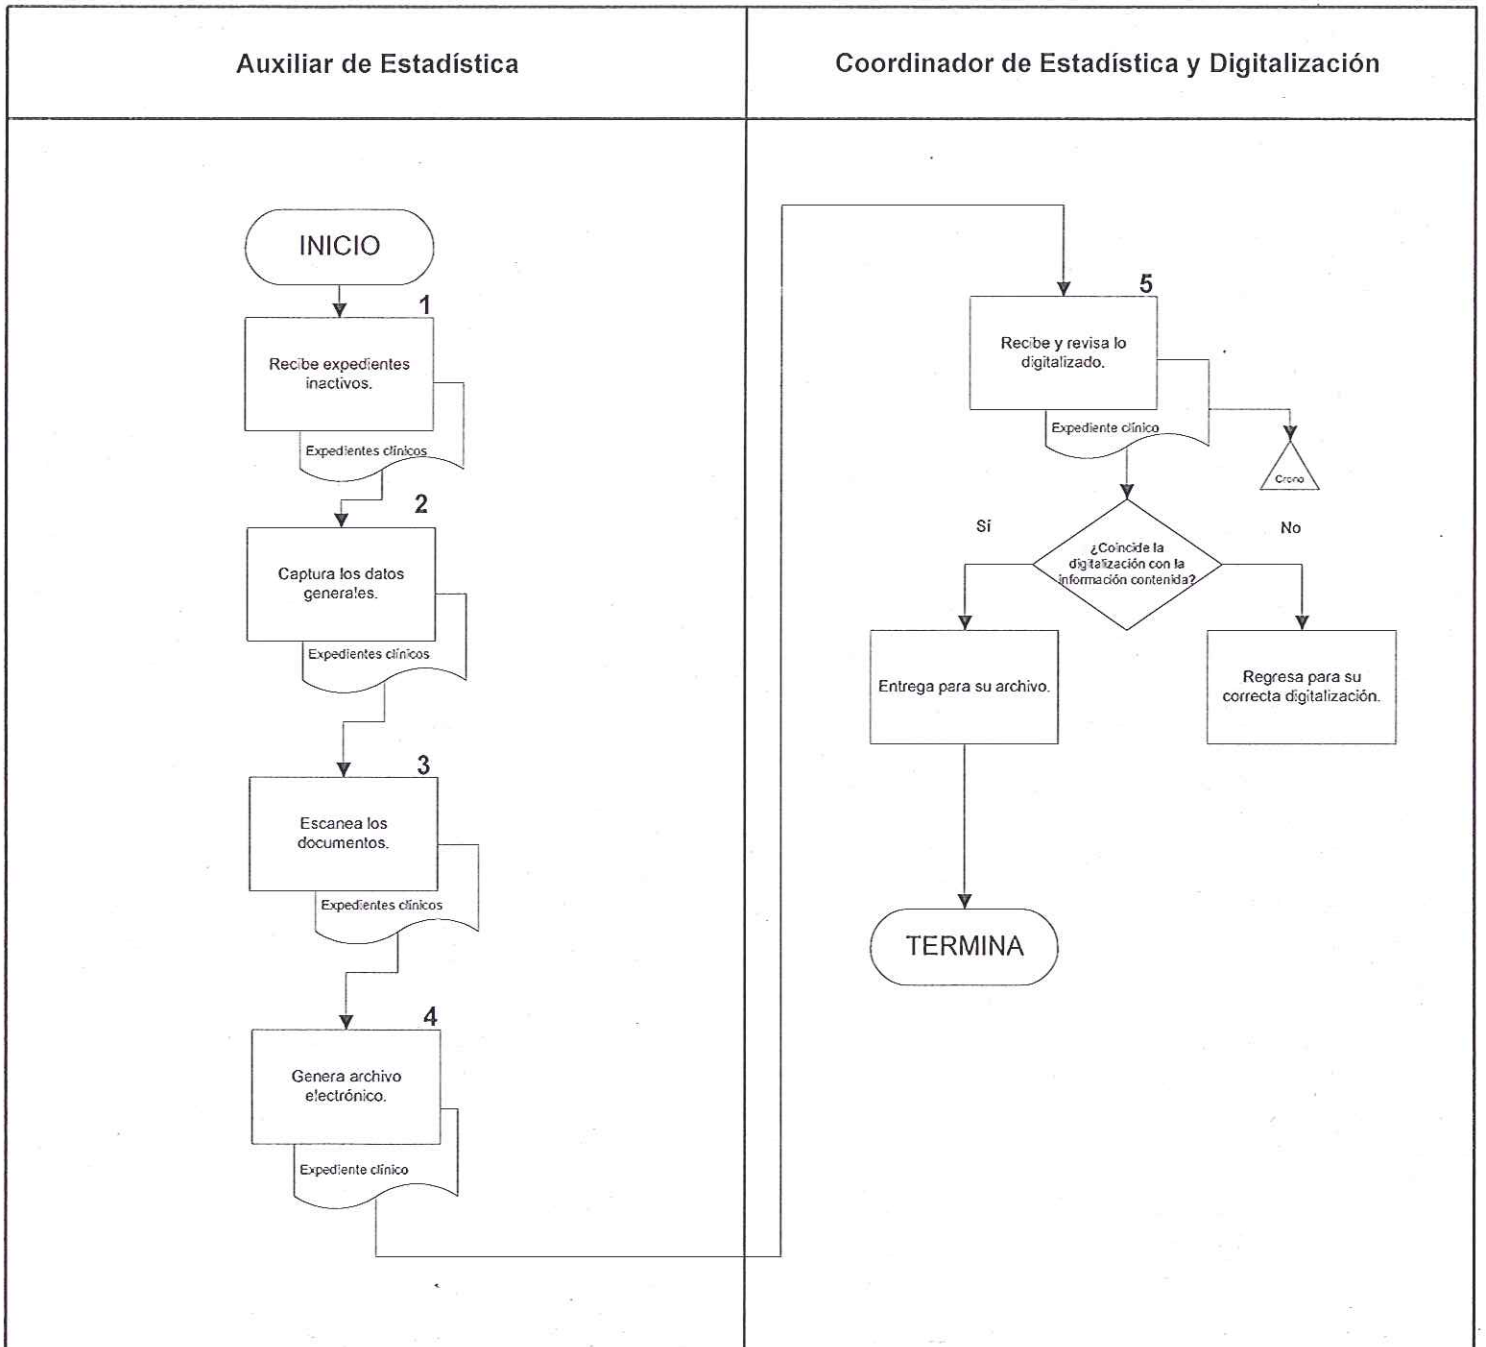 Auxiliar de Estadística
Coordinador de Estadística y Digitalización
INICIO
1
Recibe expedientes
inactivos.
Expedientes clínicos
2
Captura los datos
generales.
Expedientes clínicos
3
Escanea los
documentos.
Expedientes clínicos
4
Genera archivo
electrónico.
Expediente clínico
5
Recibe y revisa lo
digitalizado.
Expediente clínico
Crono
Sí
No
¿Coincide la
digitalización con la
información contenida?
Entrega para su archivo.
Regresa para su
correcta digitalización.
TERMINA